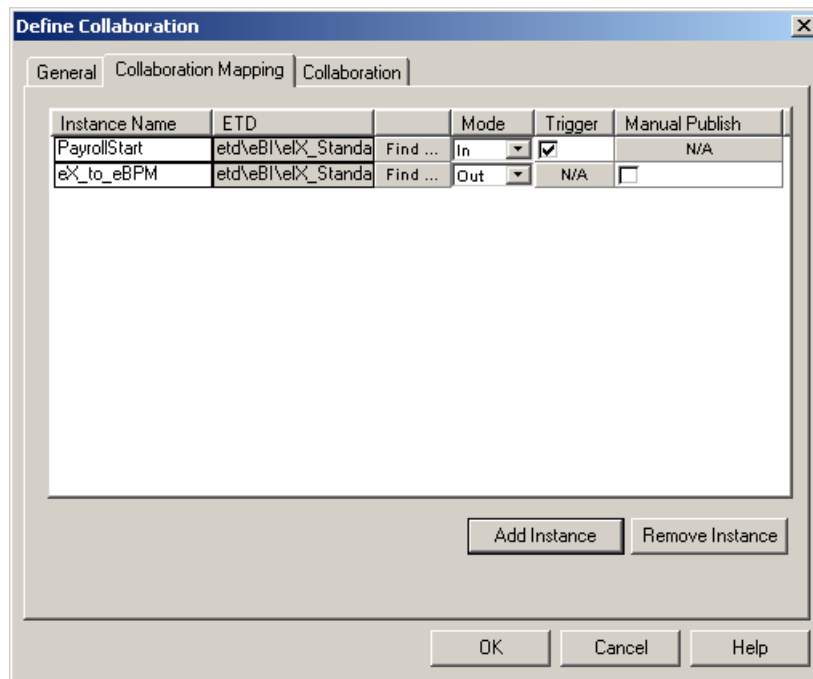 Define Collaboration
General Collaboration Mapping Collaboration
Instance Name ETD Mode Trigger Manual Publish
PayrollStart etd\eBI\eIX_Standa Find ... In N/A
eX_to_eBPM etd\eBI\eIX_Standa Find ... Out N/A
Add Instance Remove Instance
OK Cancel Help